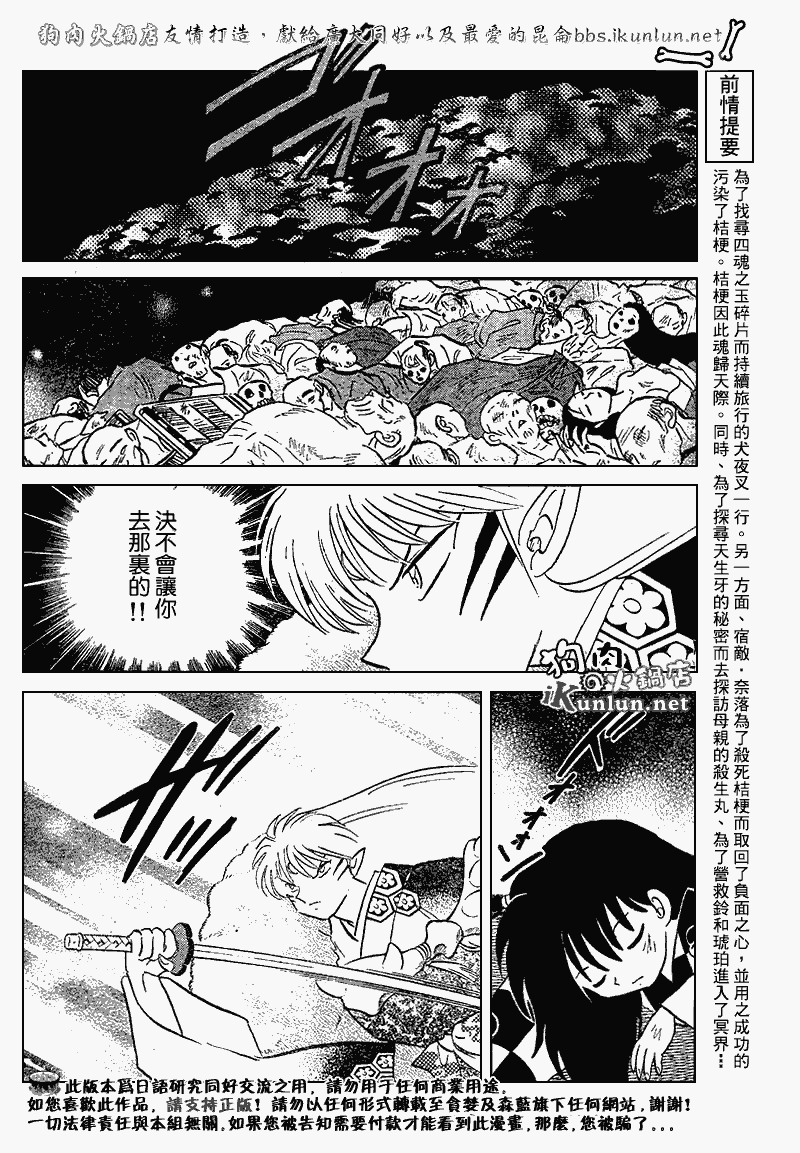 狗肉火鍋店友情打造，獻給廣大同好以及最愛的昆侖bbs.ikunlun.net
前情提要
為了找尋四魂之玉碎片而持續旅行的犬夜叉一行。另一方面、宿敵．奈落為了殺死桔梗而取回了負面之心，並用之成功的
污染了桔梗。桔梗因此魂歸天際。同時、為了探尋天生牙的秘密而去探訪母親的殺生丸、為了營救鈴和琥珀進入了冥界…
ゴオオォォ
決不會讓你
去那裏的!!
狗肉火鍋店
iKunlun.net
オオオ
此版本爲日語研究同好交流之用，請勿用于任何商業用途，
如您喜歡此作品，請支持正版！請勿以任何形式轉載至貪婪及森藍旗下任何網站，謝謝！
一切法律責任與本組無關，如果您被告知需要付款才能看到此漫畫，那麼，您被騙了...